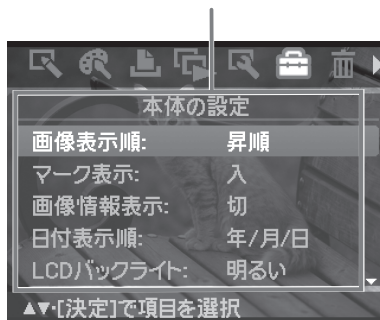 本体の設定
画像表示順: 昇順
マーク表示: 入
画像情報表示: 切
日付表示順: 年/月/日
LCDバックライト: 明るい
▲▼・[決定]で項目を選択